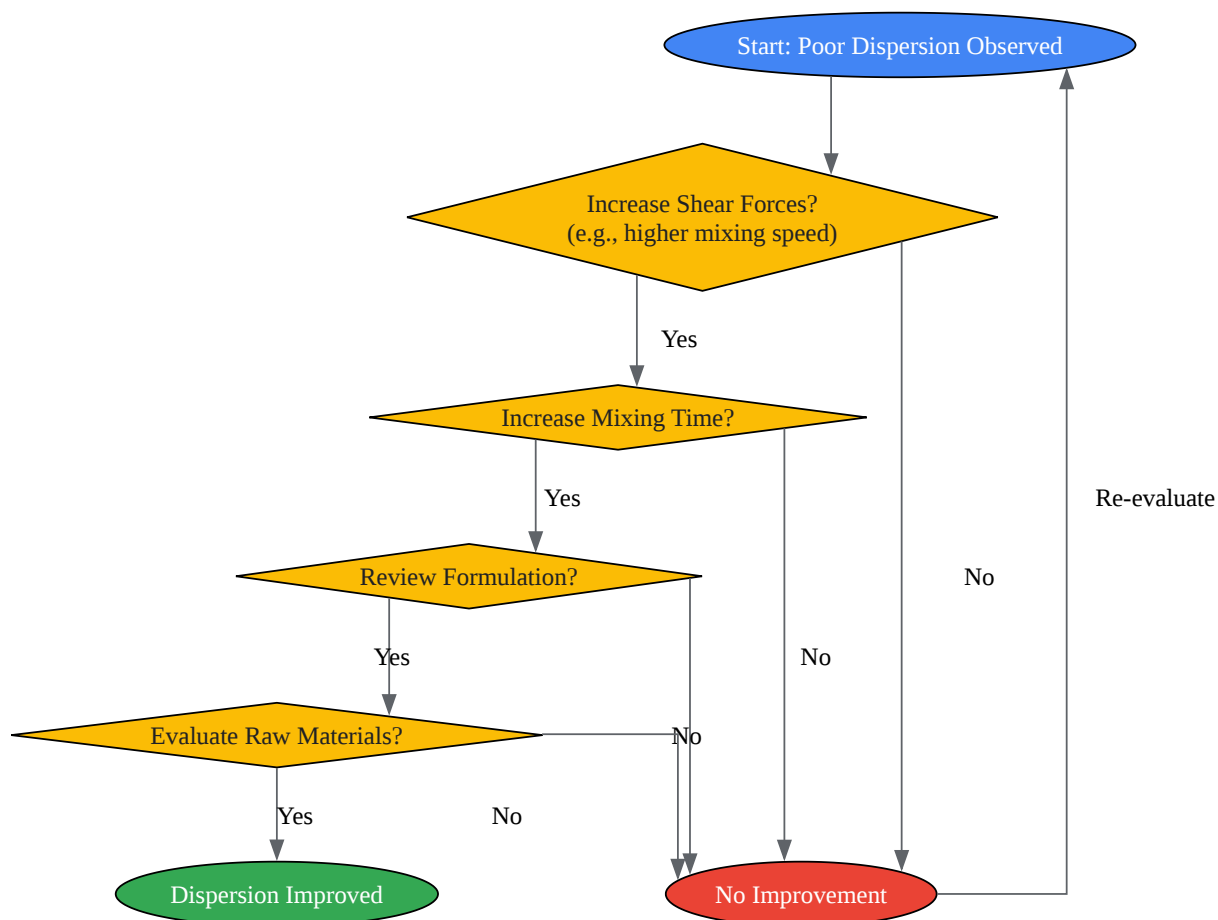 Start: Poor Dispersion Observed
Increase Shear Forces?
(e.g., higher mixing speed)
Yes
Increase Mixing Time?
Yes
Re-evaluate
Review Formulation?
No
Yes
No
Evaluate Raw Materials?
No
Yes
No
Dispersion Improved
No Improvement